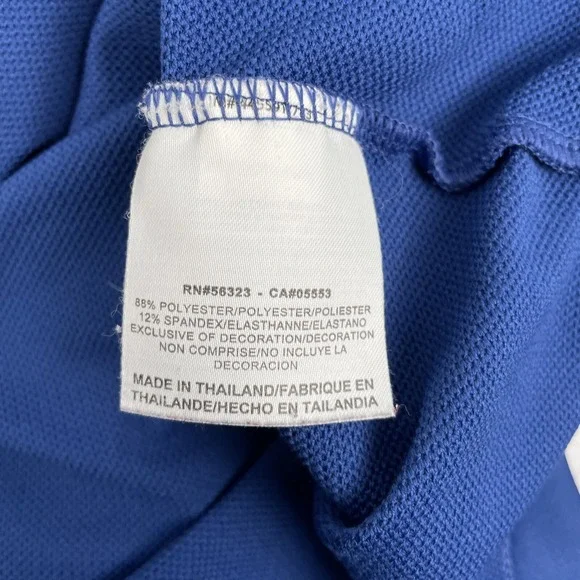 RN#56323 - CA#05553
88% POLYESTER/POLYESTER/POLIESTER
12% SPANDEX/ELASTHANNE/ELASTANO
EXCLUSIVE OF DECORATION/DECORATION
NON COMPRISE/NO INCLUYE LA
DECORACION
MADE IN THAILAND/FABRIQUE EN
THAILANDE/HECHO EN TAILANDIA